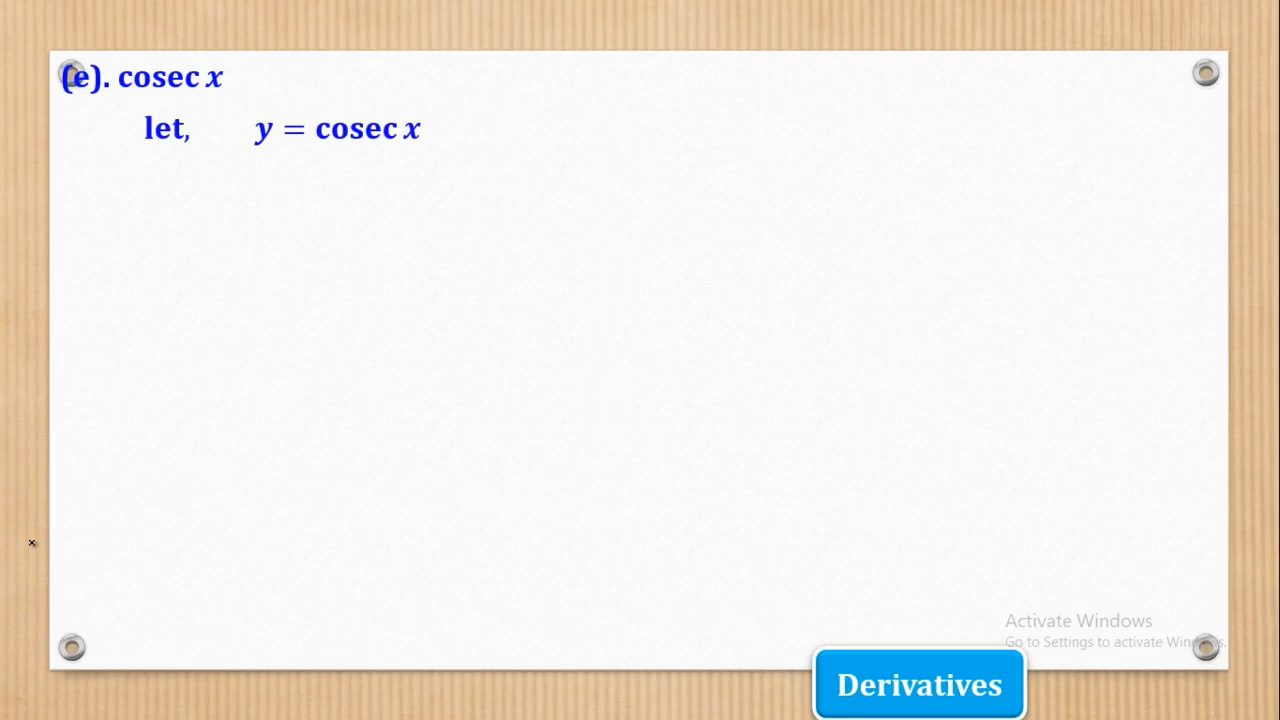 (e). cosec x
let, y = cosec x
Activate Windows
Go to Settings to activate Windows.
Derivatives